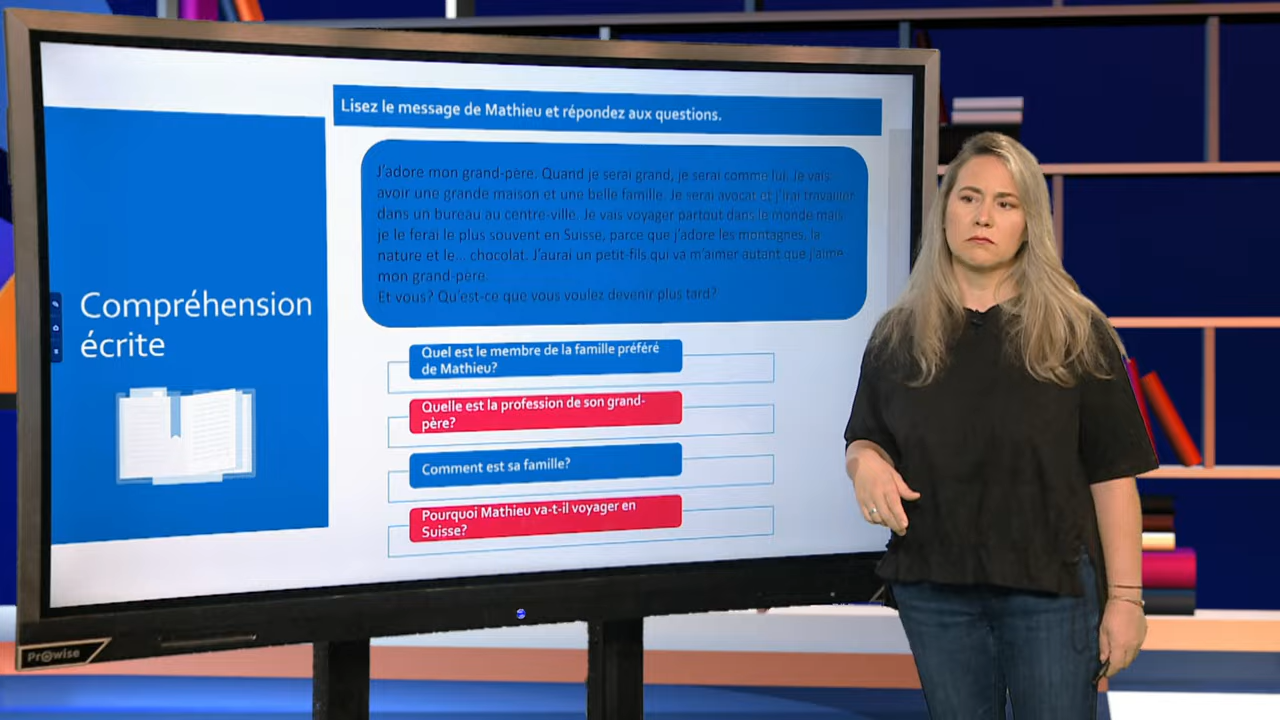 Lisez le message de Mathieu et répondez aux questions.
J'adore mon grand-père. Quand je serai grand, je serai comme lui. Je vais
avoir une grande maison et une belle famille. Je serai avocat et j'irai travailler
dans un bureau au centre-ville. Je vais voyager partout dans le monde mais
je le ferai le plus souvent en Suisse, parce que j'adore les montagnes, la
nature et le... chocolat. J'aurai un petit-fils qui va m'aimer autant que j'aime
mon grand-père.
Et vous? Qu'est-ce que vous voulez devenir plus tard?
Compréhension
écrite
Quel est le membre de la famille préféré
de Mathieu?
Quelle est la profession de son grand-
père?
Comment est sa famille?
Pourquoi Mathieu va-t-il voyager en
Suisse?
Prowise